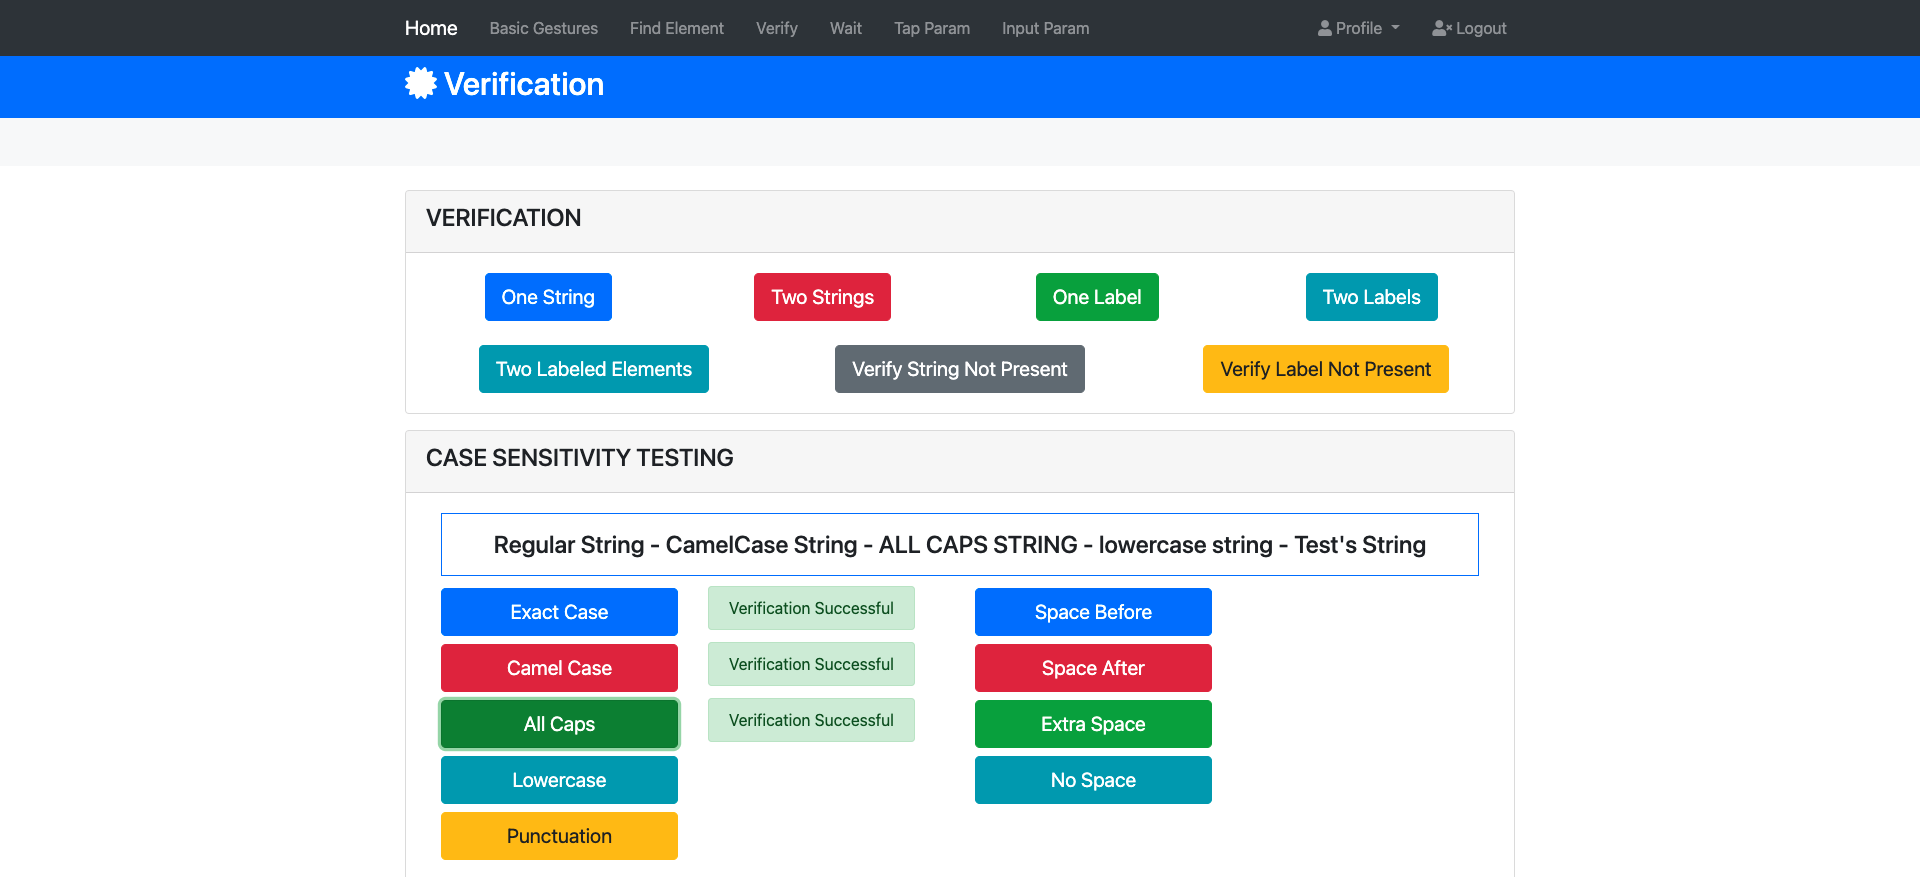 Home Basic Gestures Find Element Verify Wait Tap Param Input Param Profile Logout
Verification
VERIFICATION
One String Two Strings One Label Two Labels
Two Labeled Elements Verify String Not Present Verify Label Not Present
CASE SENSITIVITY TESTING
Regular String - CamelCase String - ALL CAPS STRING - lowercase string - Test's String
Exact Case Verification Successful Space Before
Camel Case Verification Successful Space After
All Caps Verification Successful Extra Space
Lowercase No Space
Punctuation